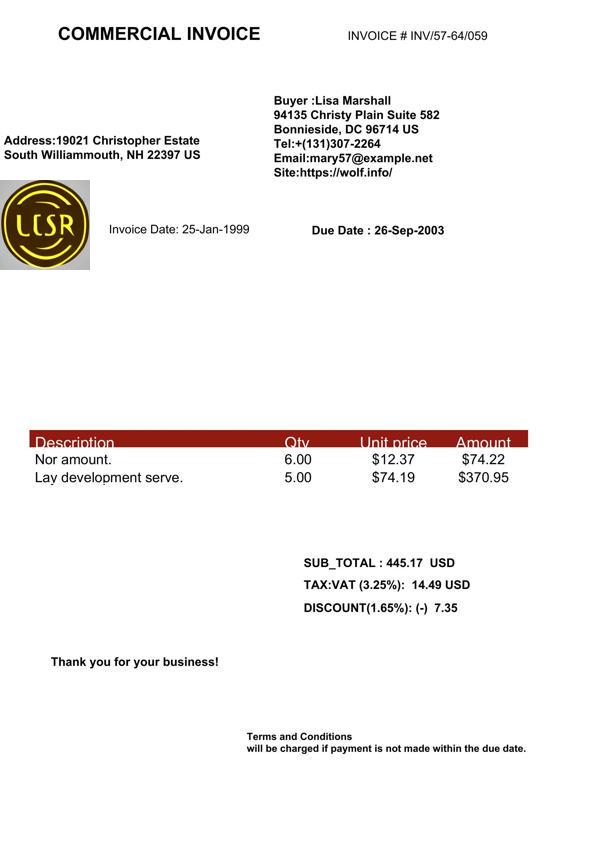 COMMERCIAL INVOICE
INVOICE # INV/57-64/059
Buyer :Lisa Marshall
94135 Christy Plain Suite 582
Bonnieside, DC 96714 US
Tel:+(131)307-2264
Email:mary57@example.net
Site:https://wolf.info/
Address:19021 Christopher Estate
South Williammouth, NH 22397 US
LCSR
Invoice Date: 25-Jan-1999
Due Date : 26-Sep-2003
Description Qty Unit price Amount
Nor amount. 6.00 $12.37 $74.22
Lay development serve. 5.00 $74.19 $370.95
SUB_TOTAL : 445.17 USD
TAX:VAT (3.25%): 14.49 USD
DISCOUNT(1.65%): (-) 7.35
Thank you for your business!
Terms and Conditions
will be charged if payment is not made within the due date.